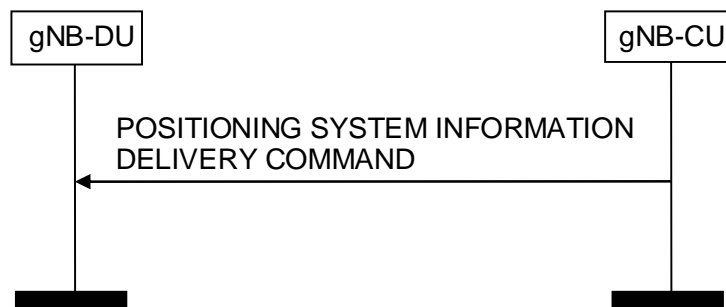 gNB-DU
gNB-CU
POSITIONING SYSTEM INFORMATION
DELIVERY COMMAND